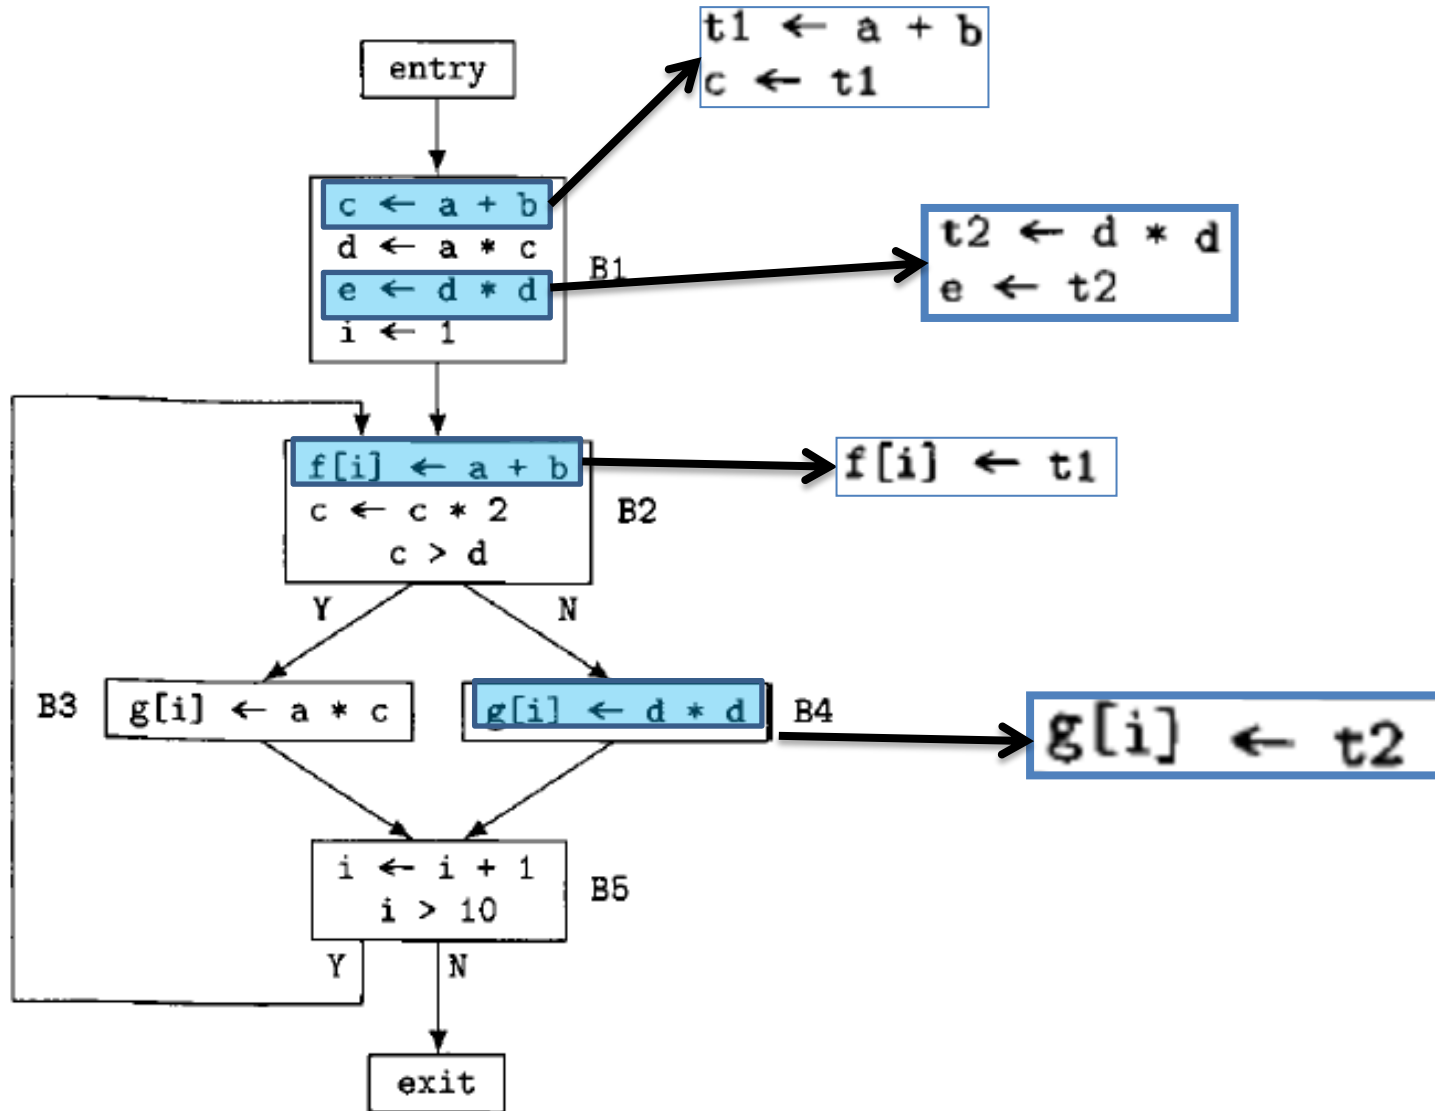 entry
t1 ← a + b
c ← t1
c ← a + b
d ← a * c
e ← d * d
i ← 1
B1
t2 ← d * d
e ← t2
f[i] ← a + b
c ← c * 2
c > d
B2
f[i] ← t1
Y
N
B3
g[i] ← a * c
g[i] ← d * d
B4
g[i] ← t2
i ← i + 1
i > 10
B5
Y
N
exit